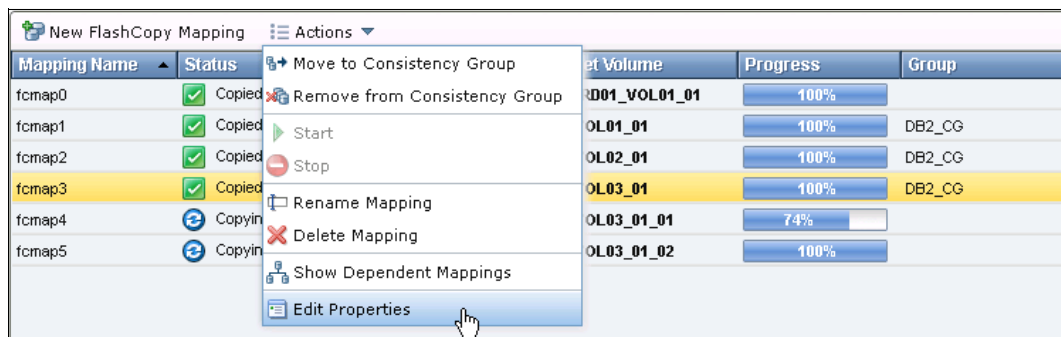 New FlashCopy Mapping Actions
Mapping Name Status et Volume Progress Group
Move to Consistency Group
fcmap0 Copied RD01_VOL01_01 100%
Remove from Consistency Group
fcmap1 Copied OL01_01 100% DB2_CG
Start
fcmap2 Copied OL02_01 100% DB2_CG
Stop
fcmap3 Copied OL03_01 100% DB2_CG
Rename Mapping
fcmap4 Copyin OL03_01_01 74%
Delete Mapping
fcmap5 Copyin OL03_01_02 100%
Show Dependent Mappings
Edit Properties